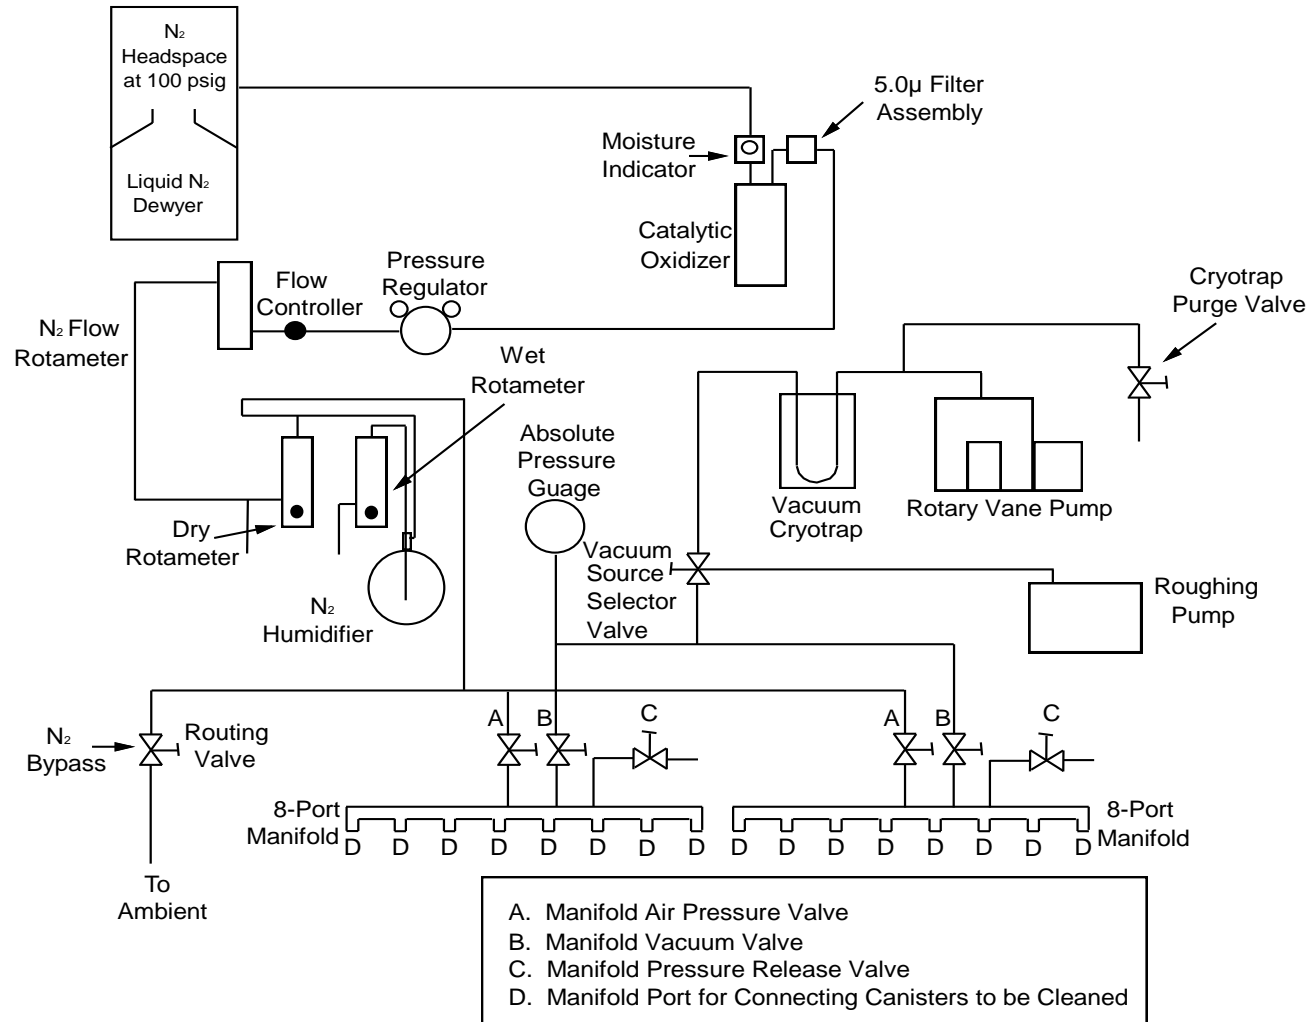 N₂
Headspace
at 100 psig
Liquid N₂
Dewyer
5.0µ Filter
Assembly
Moisture
Indicator
Catalytic
Oxidizer
Pressure
Regulator
Flow
Controller
N₂ Flow
Rotameter
Cryotrap
Purge Valve
Wet
Rotameter
Absolute
Pressure
Guage
Dry
Rotameter
N₂
Humidifier
Vacuum
Cryotrap
Rotary Vane Pump
Vacuum
Source
Selector
Valve
Roughing
Pump
N₂
Bypass
Routing
Valve
A
B
C
A
B
C
8-Port
Manifold
D D D D D D D D
D D D D D D D D
8-Port
Manifold
To
Ambient
A. Manifold Air Pressure Valve
B. Manifold Vacuum Valve
C. Manifold Pressure Release Valve
D. Manifold Port for Connecting Canisters to be Cleaned